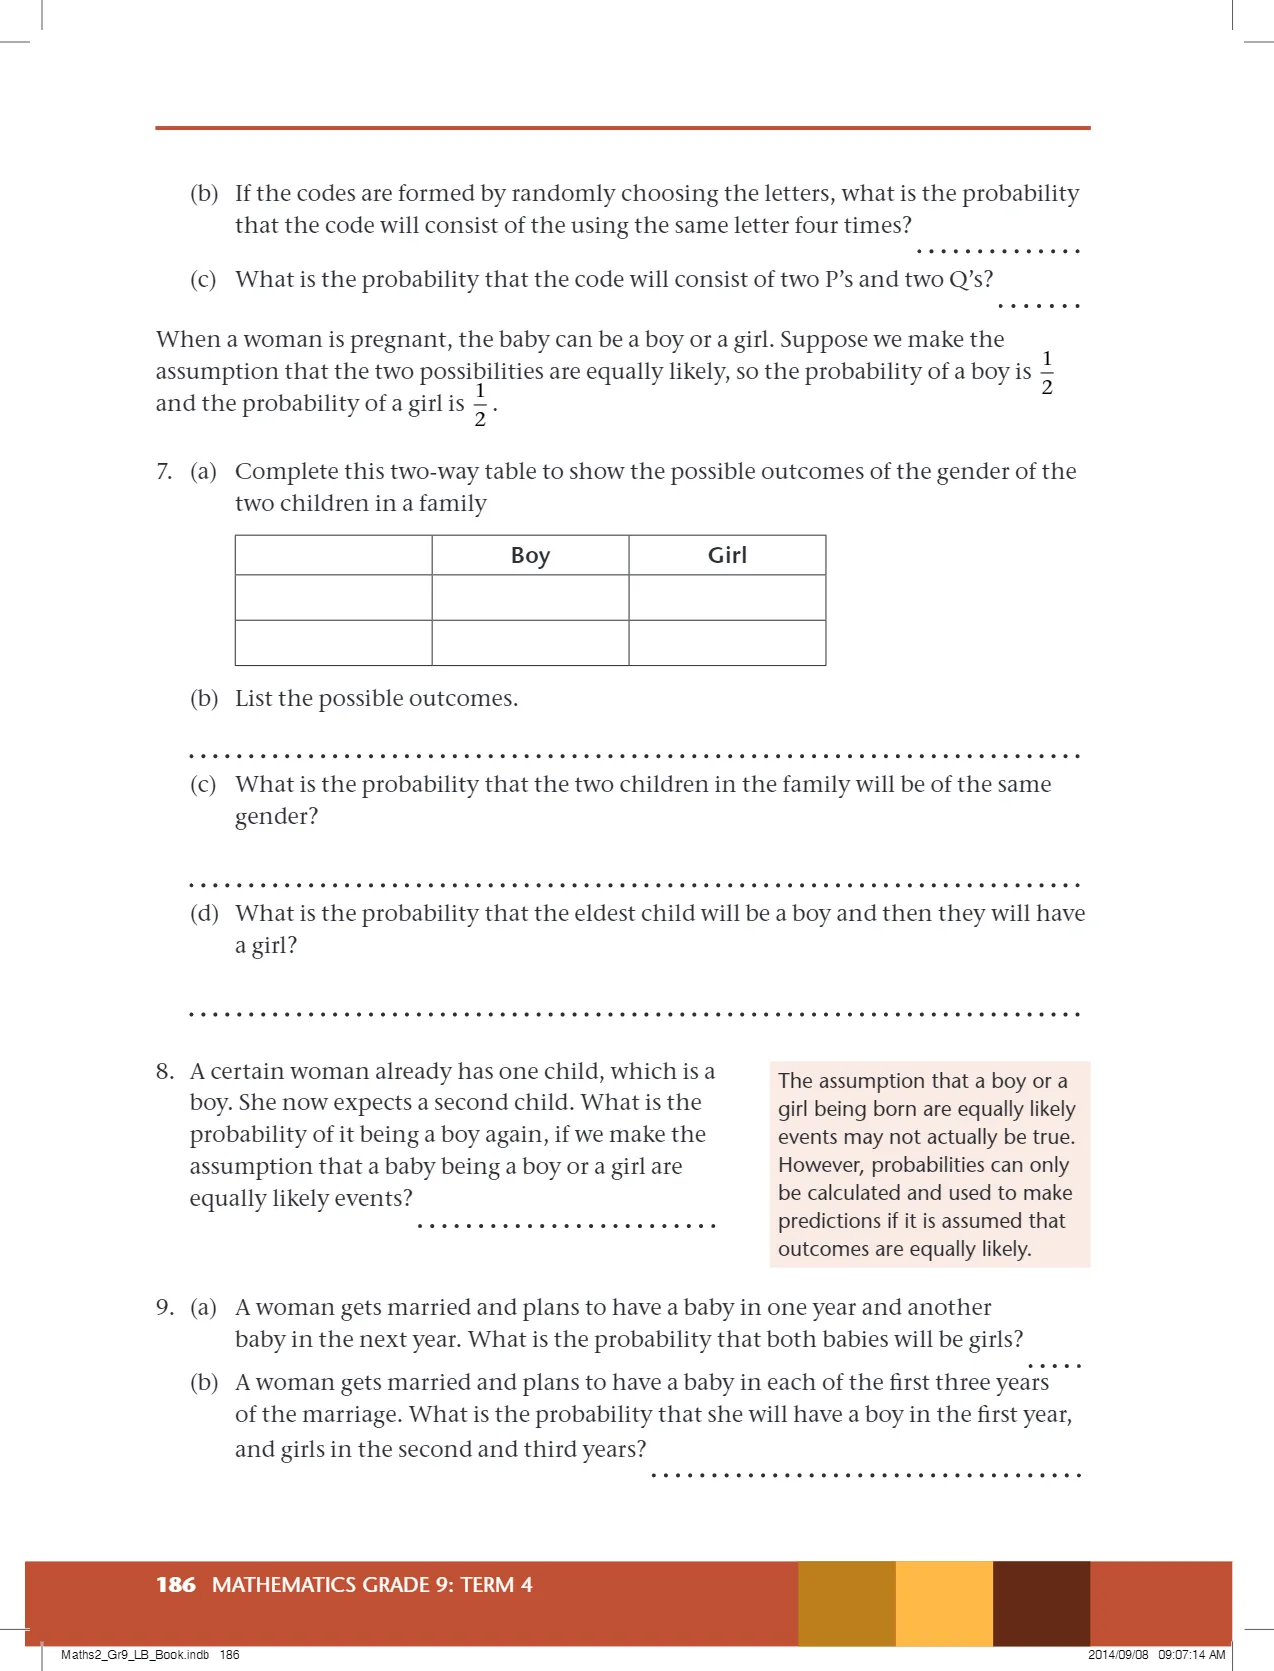 (b) If the codes are formed by randomly choosing the letters, what is the probability
that the code will consist of the using the same letter four times? ..............
(c) What is the probability that the code will consist of two P’s and two Q’s? .......
When a woman is pregnant, the baby can be a boy or a girl. Suppose we make the
assumption that the two possibilities are equally likely, so the probability of a boy is 1/2
and the probability of a girl is 1/2.
7. (a) Complete this two-way table to show the possible outcomes of the gender of the
two children in a family
Boy Girl
(b) List the possible outcomes.
(c) What is the probability that the two children in the family will be of the same
gender?
(d) What is the probability that the eldest child will be a boy and then they will have
a girl?
8. A certain woman already has one child, which is a
boy. She now expects a second child. What is the
probability of it being a boy again, if we make the
assumption that a baby being a boy or a girl are
equally likely events? .........................
The assumption that a boy or a
girl being born are equally likely
events may not actually be true.
However, probabilities can only
be calculated and used to make
predictions if it is assumed that
outcomes are equally likely.
9. (a) A woman gets married and plans to have a baby in one year and another
baby in the next year. What is the probability that both babies will be girls? .....
(b) A woman gets married and plans to have a baby in each of the first three years
of the marriage. What is the probability that she will have a boy in the first year,
and girls in the second and third years? ....................................
186 MATHEMATICS GRADE 9: TERM 4
Maths2_Gr9_LB_Book.indb 186
2014/09/08 09:07:14 AM